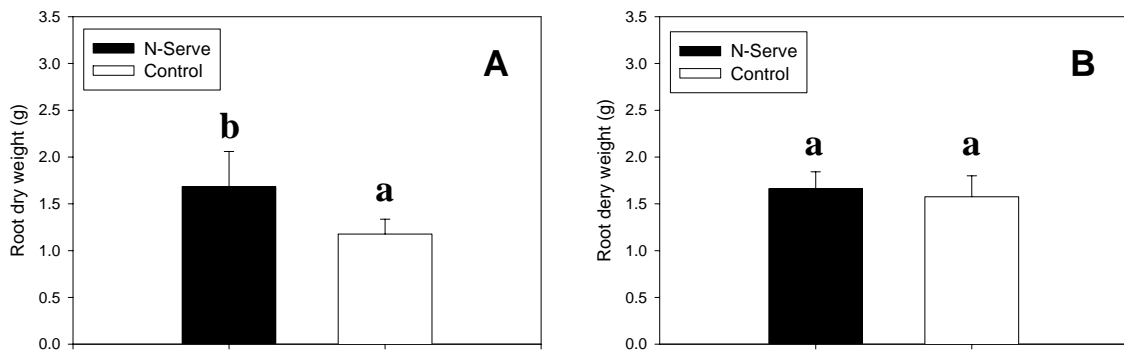 3.5
3.0
2.5
2.0
1.5
1.0
0.5
0.0
Root dry weight (g)
N-Serve
Control
A
b
a
3.5
3.0
2.5
2.0
1.5
1.0
0.5
0.0
Root dery weight (g)
N-Serve
Control
B
a
a